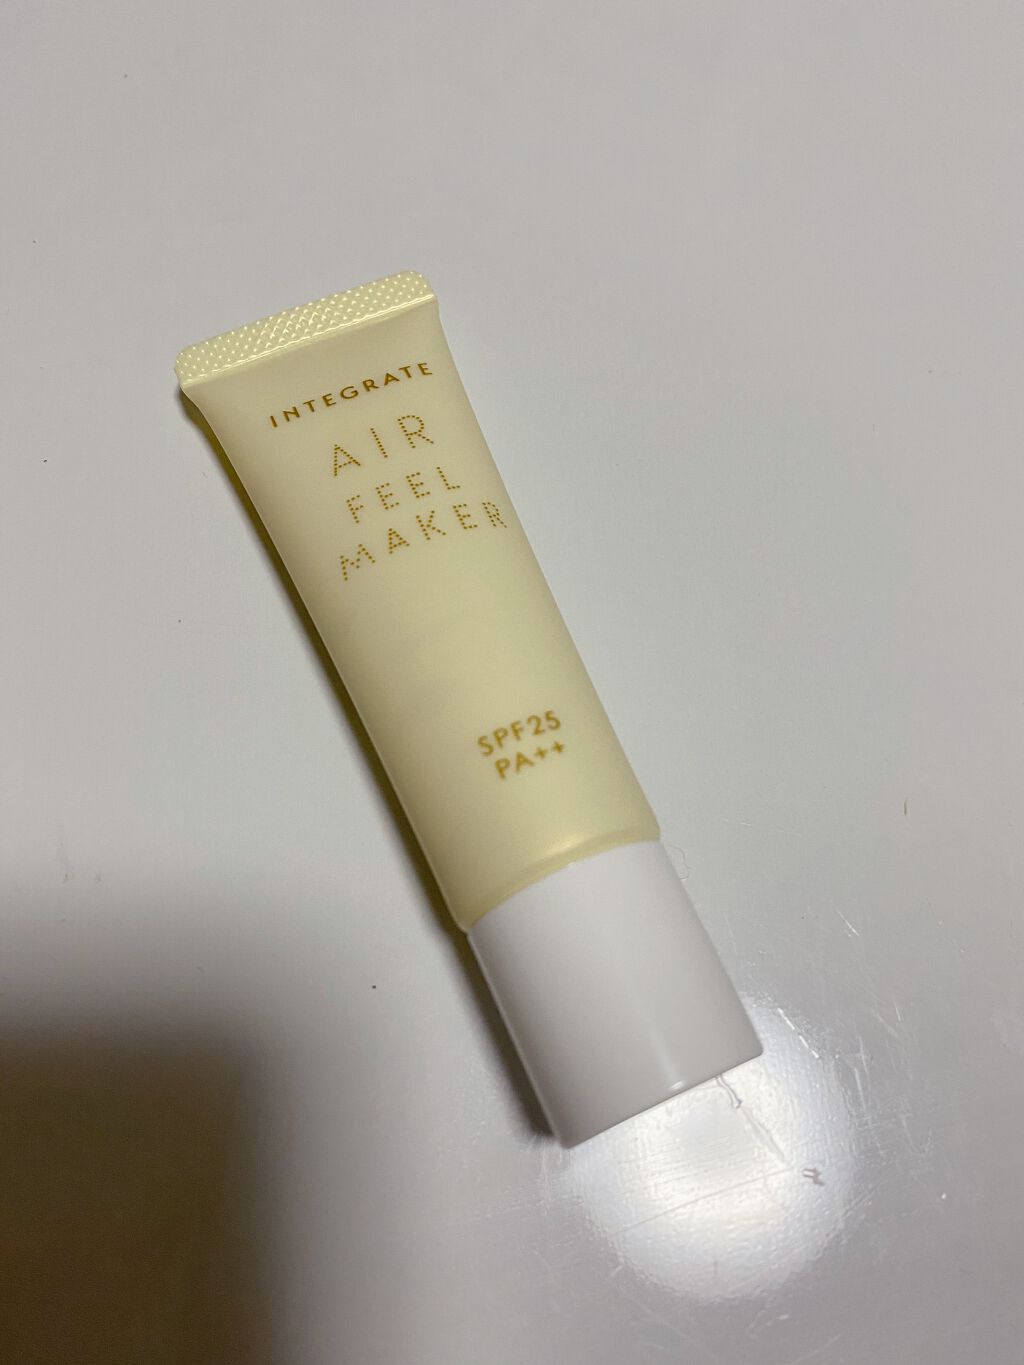 INTEGRATE
AIR
FEEL
MAKER
SPF25
PA++